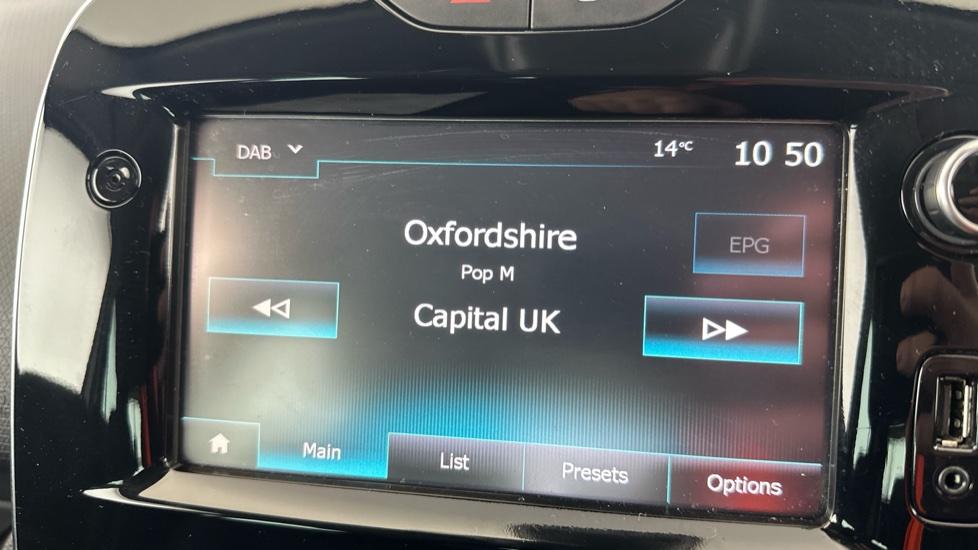 DAB
14°C
10 50
Oxfordshire
EPG
Pop M
Capital UK
Main
List
Presets
Options